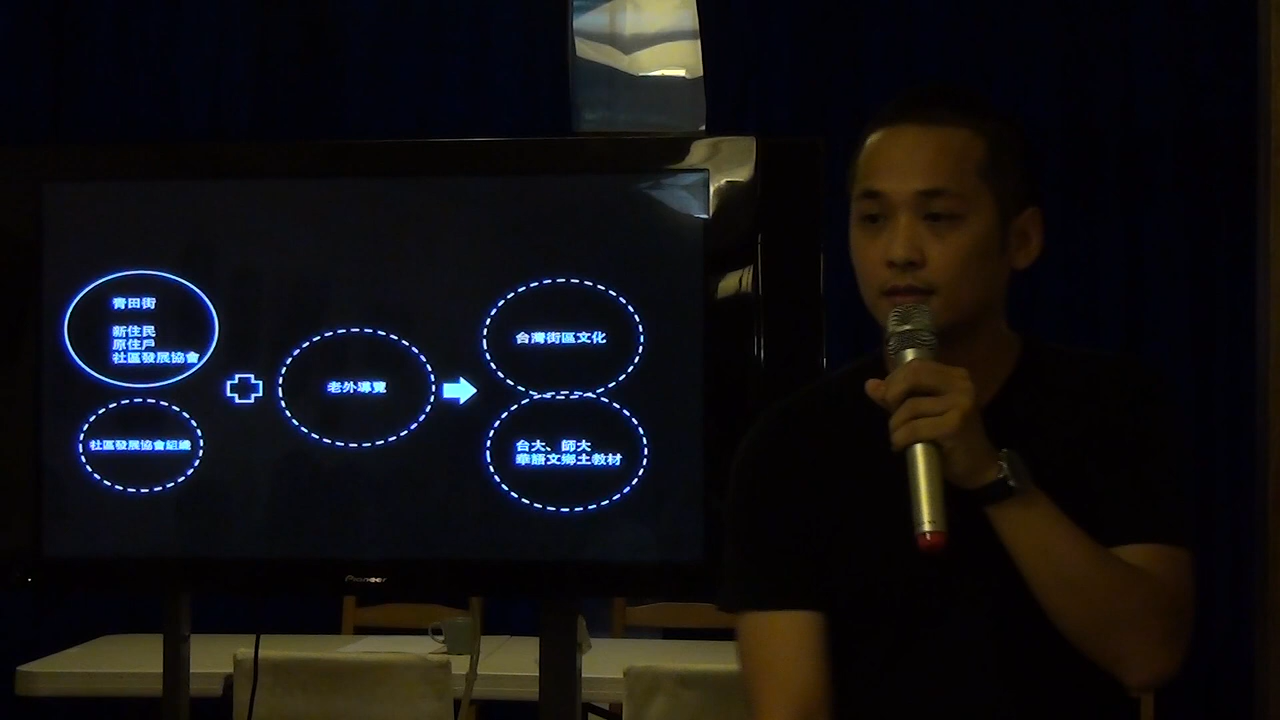 青田街
新住民
原住戶
社區發展協會
社區發展協會組織
老外導覽
台灣街區文化
台大、師大
華語文鄉土教材
Pioneer